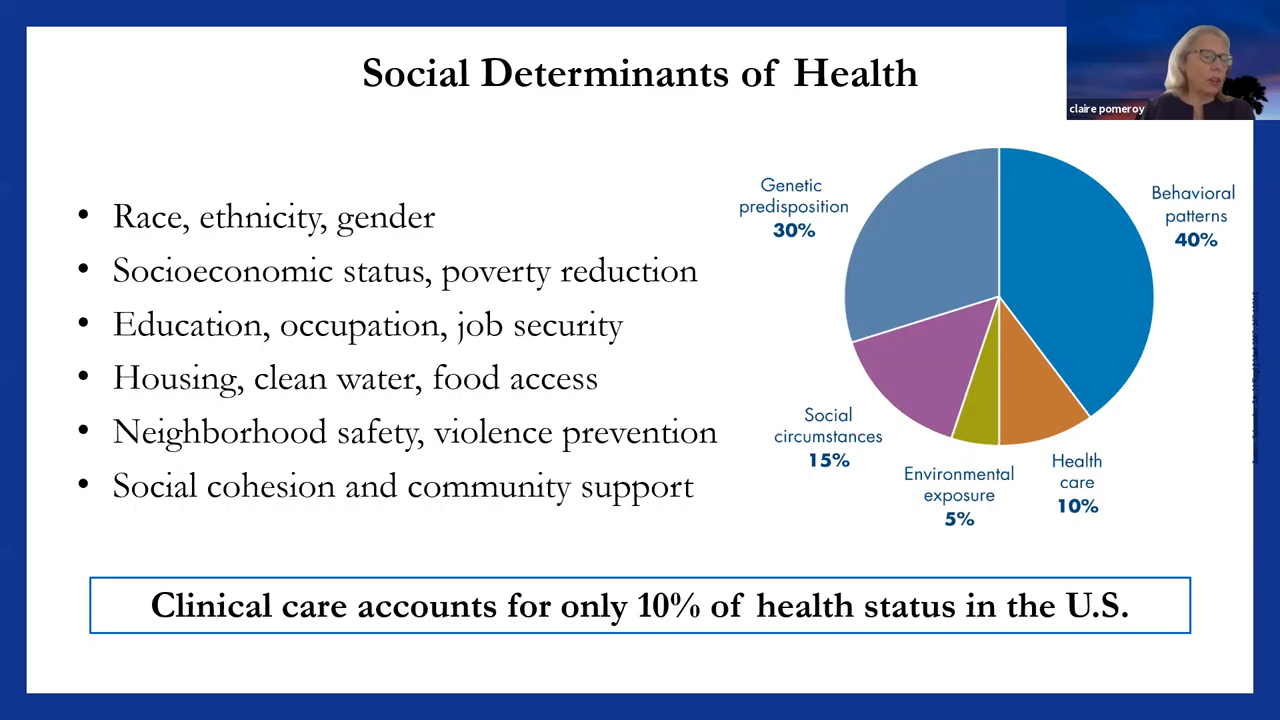 Social Determinants of Health
claire pomeroy
• Race, ethnicity, gender
• Socioeconomic status, poverty reduction
• Education, occupation, job security
• Housing, clean water, food access
• Neighborhood safety, violence prevention
• Social cohesion and community support
Genetic
predisposition
30%
Behavioral
patterns
40%
Social
circumstances
15%
Environmental
exposure
5%
Health
care
10%
Clinical care accounts for only 10% of health status in the U.S.